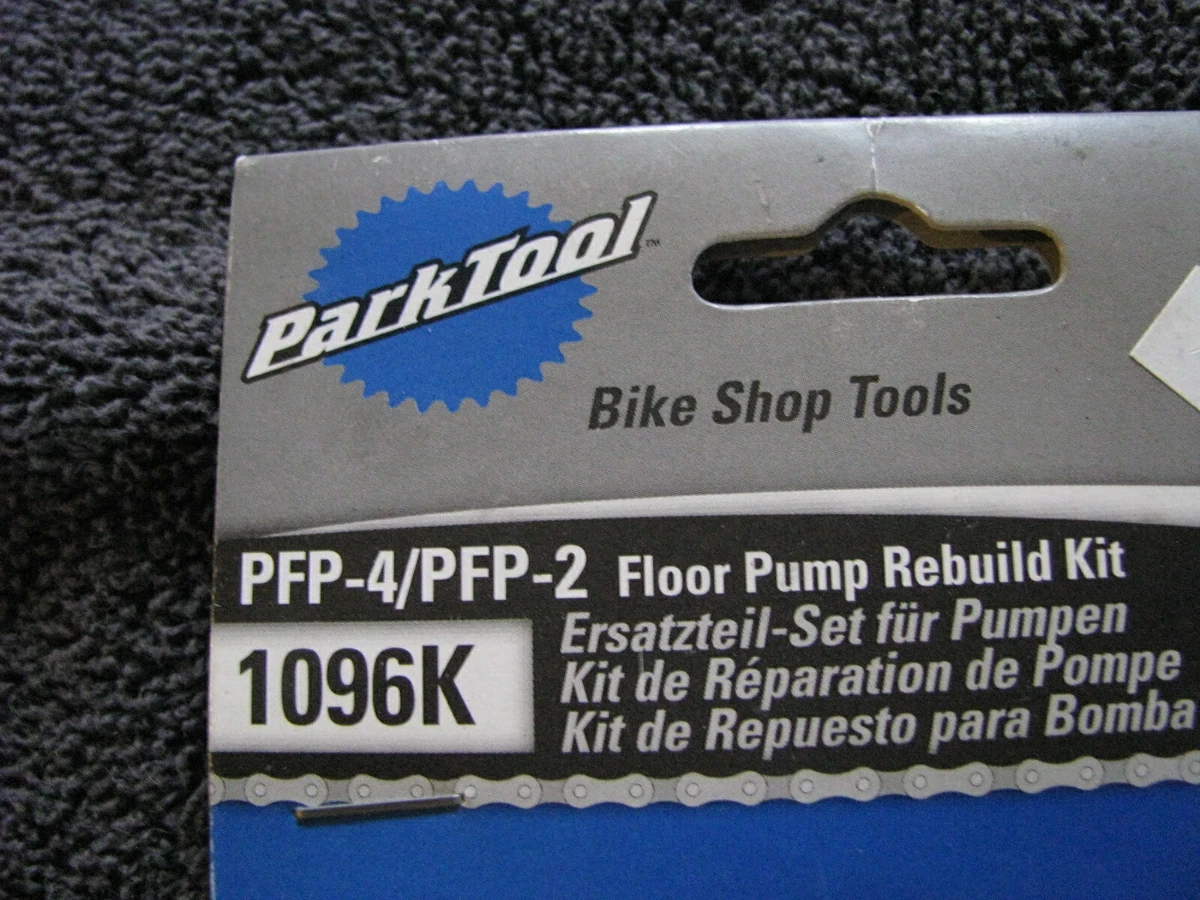 ParkTool™
Bike Shop Tools
PFP-4/PFP-2 Floor Pump Rebuild Kit
1096K
Ersatzteil-Set für Pumpen
Kit de Réparation de Pompe
Kit de Repuesto para Bomba